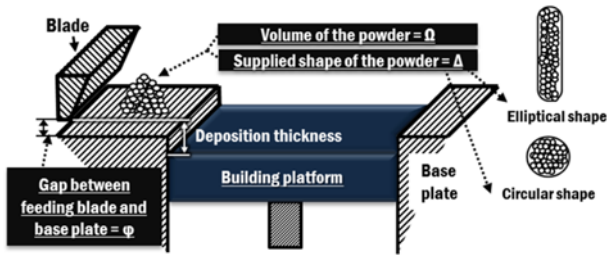 Blade
Volume of the powder = Ω
Supplied shape of the powder = Δ
Elliptical shape
Deposition thickness
Building platform
Base
plate
Circular shape
Gap between
feeding blade and
base plate = φ